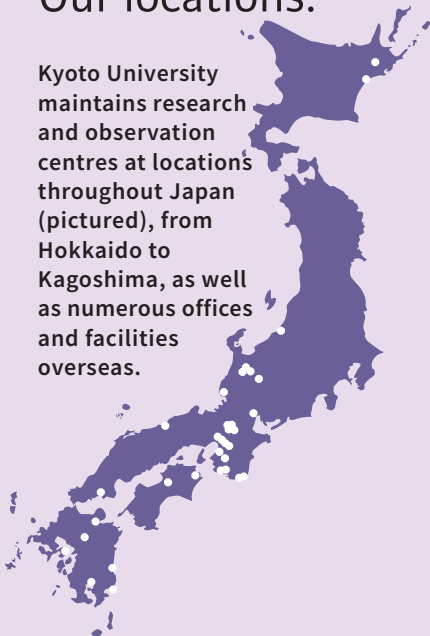 Our locations:
Kyoto University
maintains research
and observation
centres at locations
throughout Japan
(pictured), from
Hokkaido to
Kagoshima, as well
as numerous offices
and facilities
overseas.